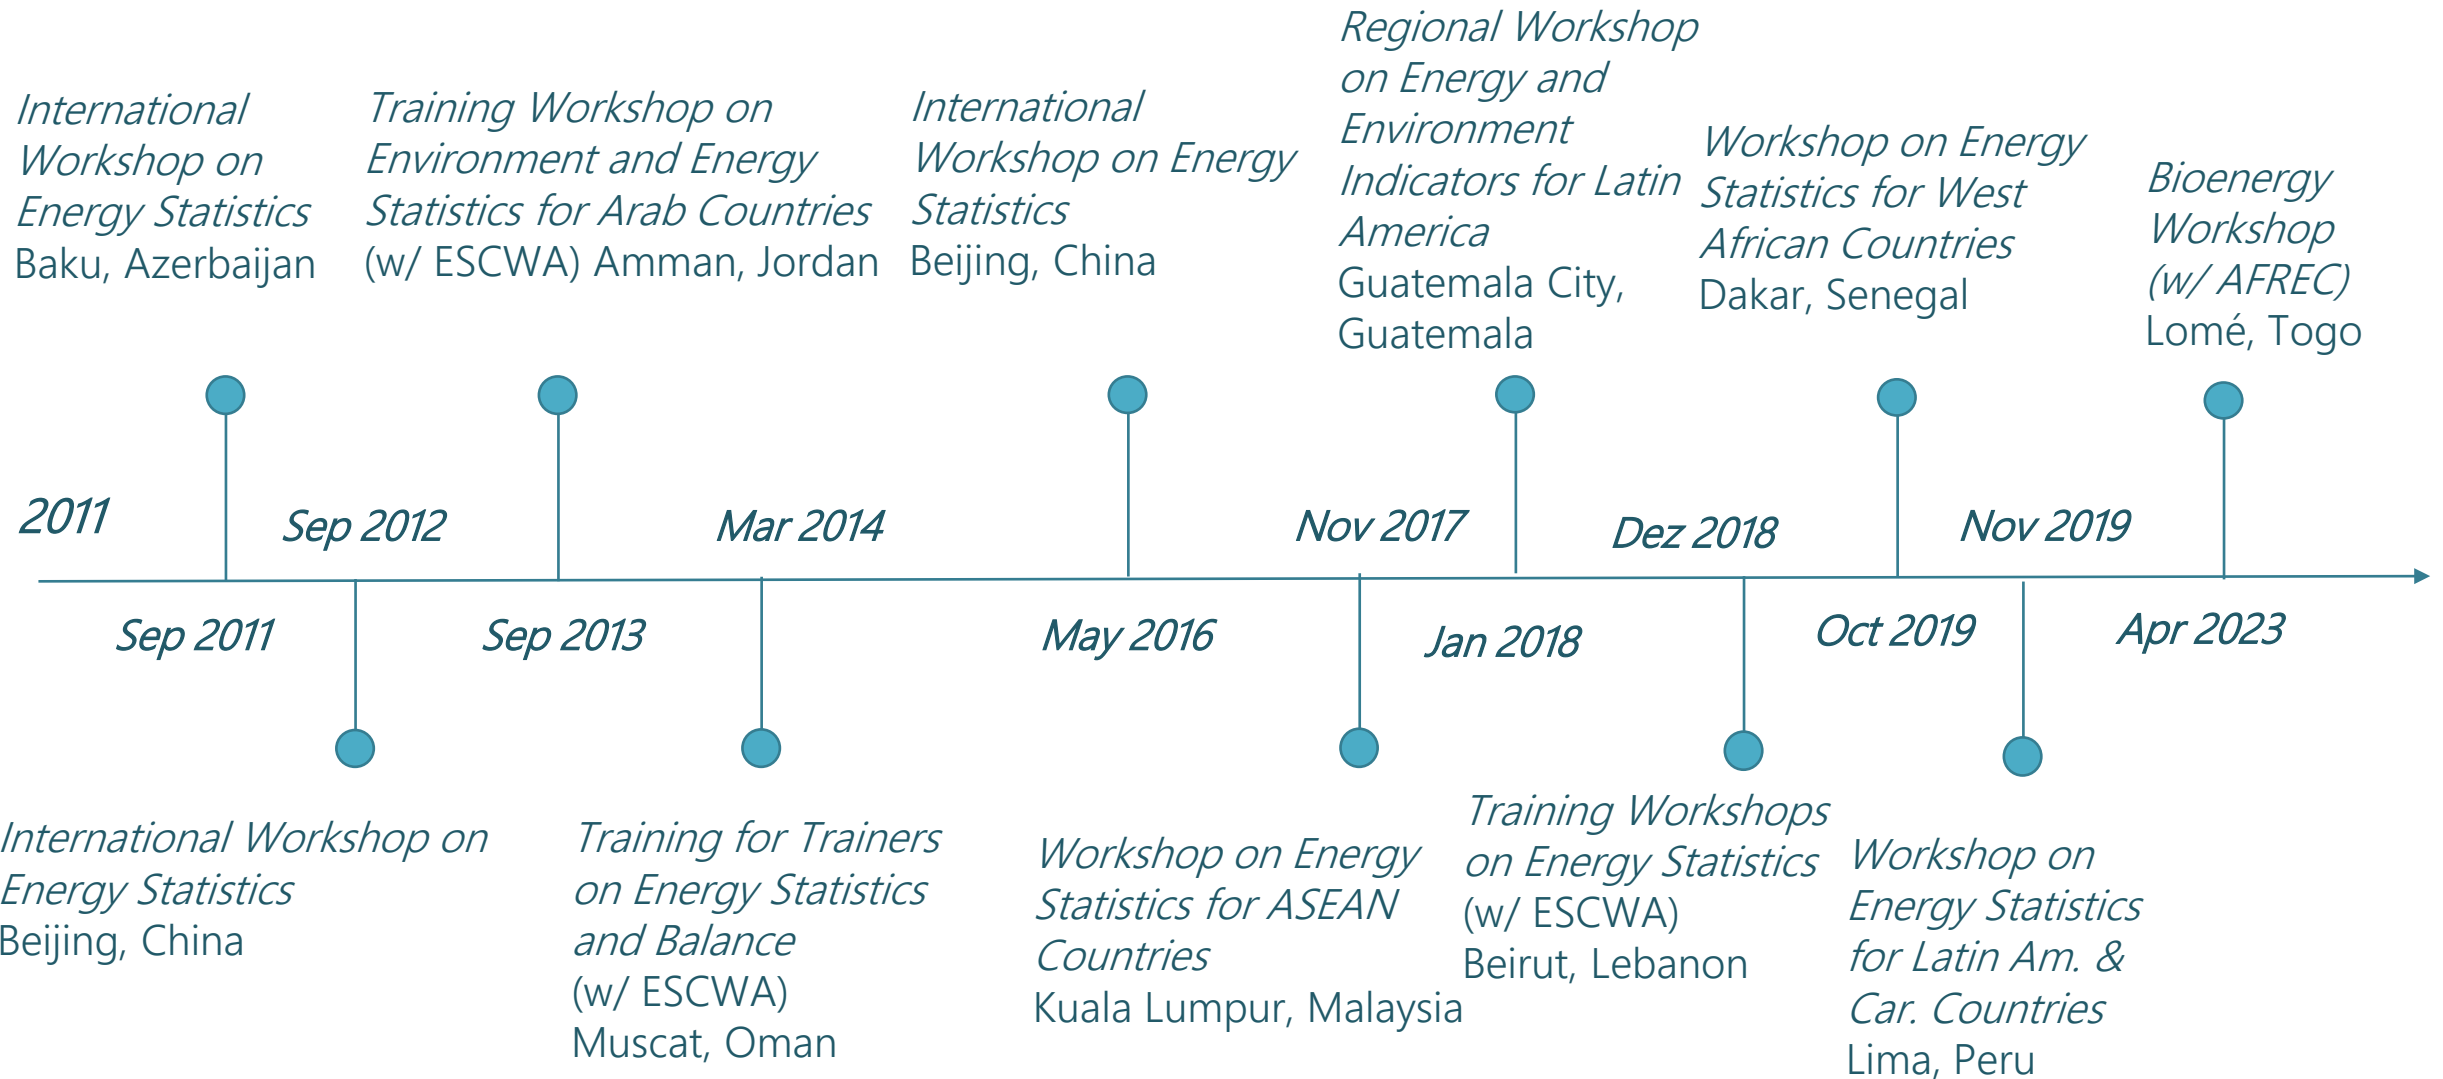 International
Workshop on
Energy Statistics
Baku, Azerbaijan
Training Workshop on
Environment and Energy
Statistics for Arab Countries
(w/ ESCWA) Amman, Jordan
International
Workshop on Energy
Statistics
Beijing, China
Regional Workshop
on Energy and
Environment
Indicators for Latin
America
Guatemala City,
Guatemala
Workshop on Energy
Statistics for West
African Countries
Dakar, Senegal
Bioenergy
Workshop
(w/ AFREC)
Lomé, Togo
2011
Sep 2012
Mar 2014
Nov 2017
Dez 2018
Nov 2019
Sep 2011
Sep 2013
May 2016
Jan 2018
Oct 2019
Apr 2023
International Workshop on
Energy Statistics
Beijing, China
Training for Trainers
on Energy Statistics
and Balance
(w/ ESCWA)
Muscat, Oman
Workshop on Energy
Statistics for ASEAN
Countries
Kuala Lumpur, Malaysia
Training Workshops
on Energy Statistics
(w/ ESCWA)
Beirut, Lebanon
Workshop on
Energy Statistics
for Latin Am. &
Car. Countries
Lima, Peru